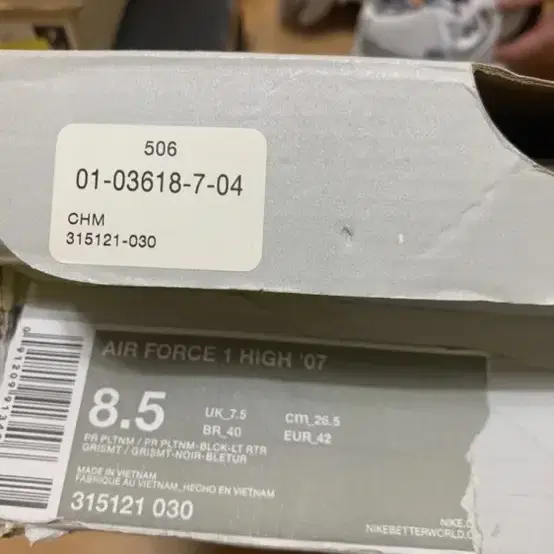 506
01-03618-7-04
CHM
315121-030
AIR FORCE 1 HIGH '07
8.5
UK_7.5
cm_26.5
BR_40
EUR_42
PR PLTNM / PR PLTNM-BLCK-LT RTR
GRISMT / GRISMT-NOIR-BLETUR
MADE IN VIETNAM
FABRIQUÉ AU VIETNAM_HECHO EN VIETNAM
315121 030
NIKE.C
NIKEBETTERWORLD.C